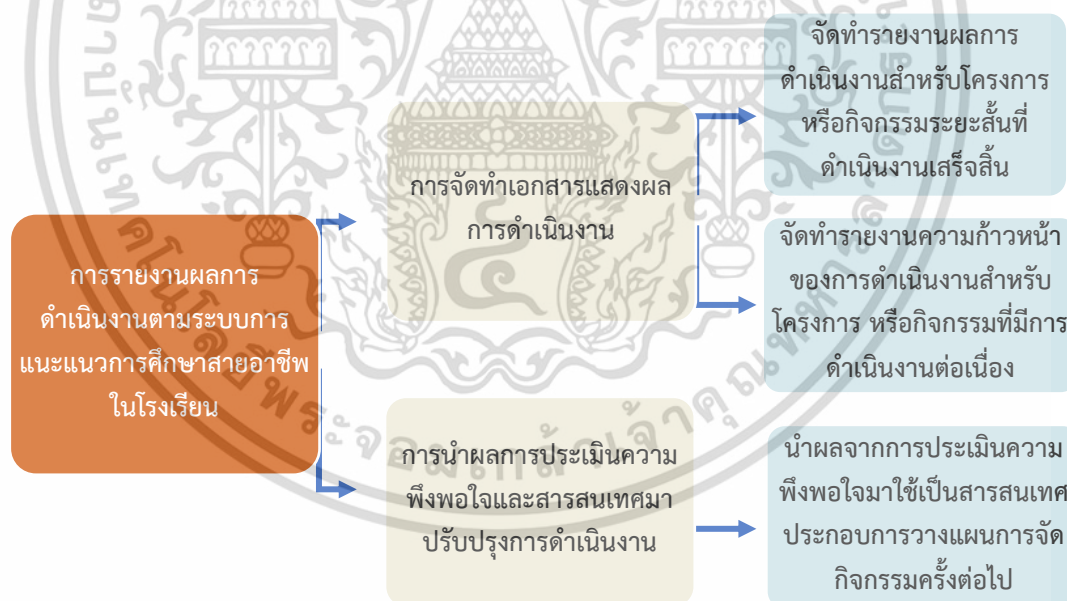 การรายงานผลการ
ดำเนินงานตามระบบการ
แนะแนวการศึกษาสายอาชีพ
ในโรงเรียน
การจัดทำเอกสารแสดงผล
การดำเนินงาน
จัดทำรายงานผลการ
ดำเนินงานสำหรับโครงการ
หรือกิจกรรมระยะสั้นที่
ดำเนินงานเสร็จสิ้น
จัดทำรายงานความก้าวหน้า
ของการดำเนินงานสำหรับ
โครงการ หรือกิจกรรมที่มีการ
ดำเนินงานต่อเนื่อง
การนำผลการประเมินความ
พึงพอใจและสารสนเทศมา
ปรับปรุงการดำเนินงาน
นำผลจากการประเมินความ
พึงพอใจมาใช้เป็นสารสนเทศ
ประกอบการวางแผนการจัด
กิจกรรมครั้งต่อไป